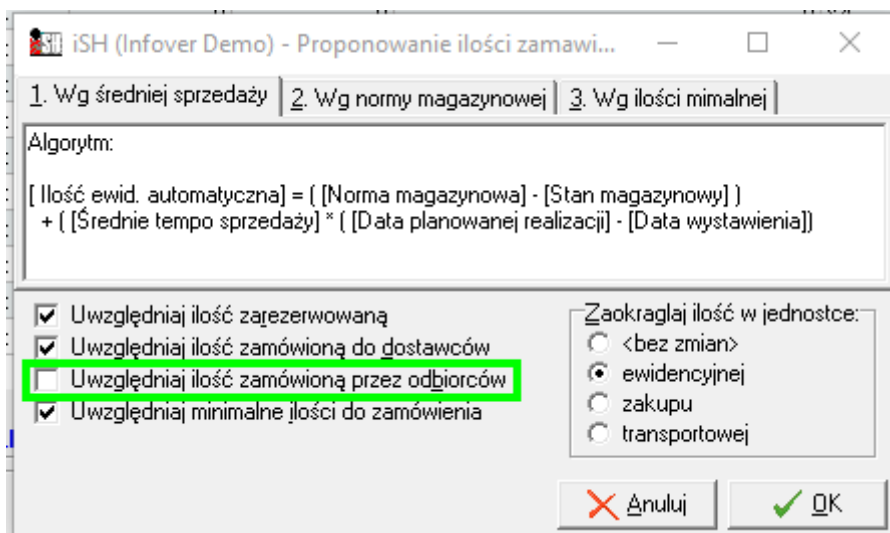 iSH (Infover Demo) - Proponowanie ilości zamawi...
1. Wg średniej sprzedaży 2. Wg normy magazynowej 3. Wg ilości mimalnej
Algorytm:
[ Ilość ewid. automatyczna] = ( [Norma magazynowa] - [Stan magazynowy] )
+ ( [Średnie tempo sprzedaży] * ( [Data planowanej realizacji] - [Data wystawienia])
Uwzględniaj ilość zarezerwowaną
Uwzględniaj ilość zamówioną do dostawców
Uwzględniaj ilość zamówioną przez odbiorców
Uwzględniaj minimalne ilości do zamówienia
Zaokraglaj ilość w jednostce:
<bez zmian>
ewidencyjnej
zakupu
transportowej
Anuluj
OK